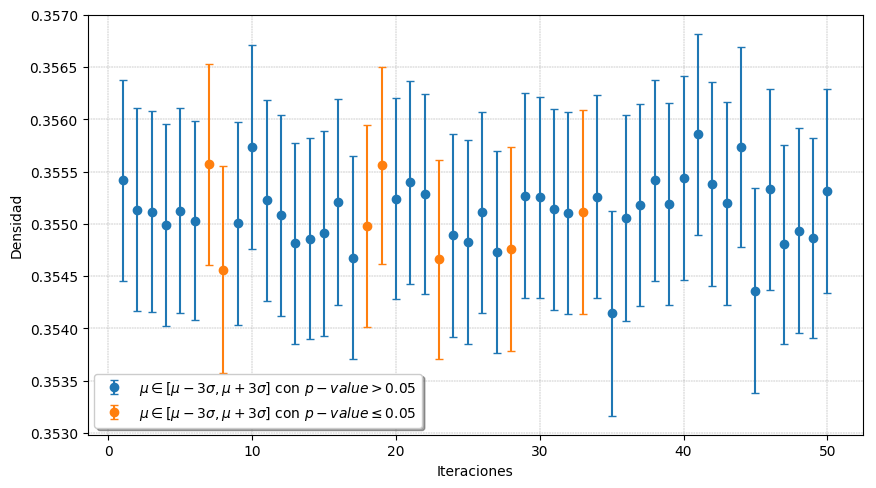 0.3570
0.3565
0.3560
0.3555
0.3550
0.3545
0.3540
0.3535
0.3530
Densidad
μ ∈ [μ − 3σ, μ + 3σ] con p − value > 0.05
μ ∈ [μ − 3σ, μ + 3σ] con p − value ≤ 0.05
0 10 20 30 40 50
Iteraciones